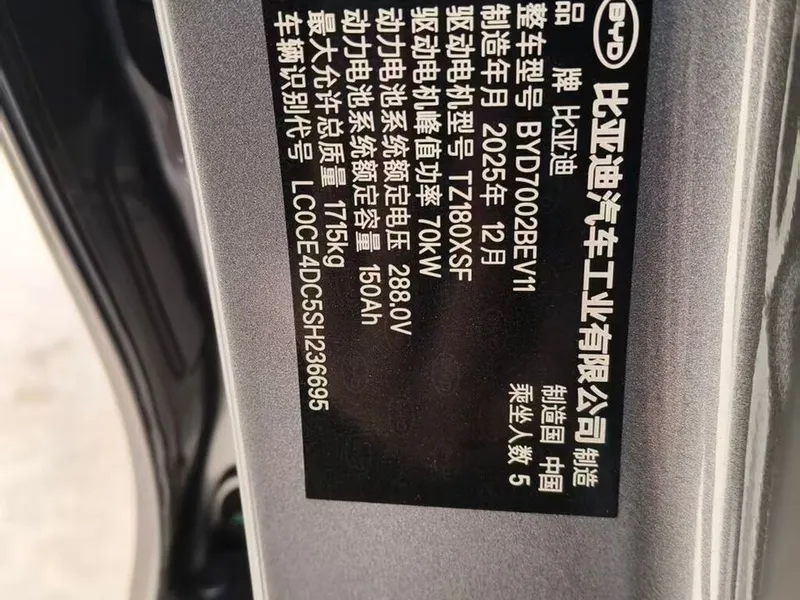 BYD 比亚迪汽车工业有限公司 制造
品 牌 比亚迪 制造国 中国
整车型号 BYD7002BEV11 乘坐人数 5
制造年月 2025年 12月
驱动电机型号 TZ180XSF
驱动电机峰值功率 70kW
动力电池系统额定电压 288.0V
动力电池系统额定容量 150Ah
最大允许总质量 1715kg
车辆识别代号 LC0CE4DC5SH236695